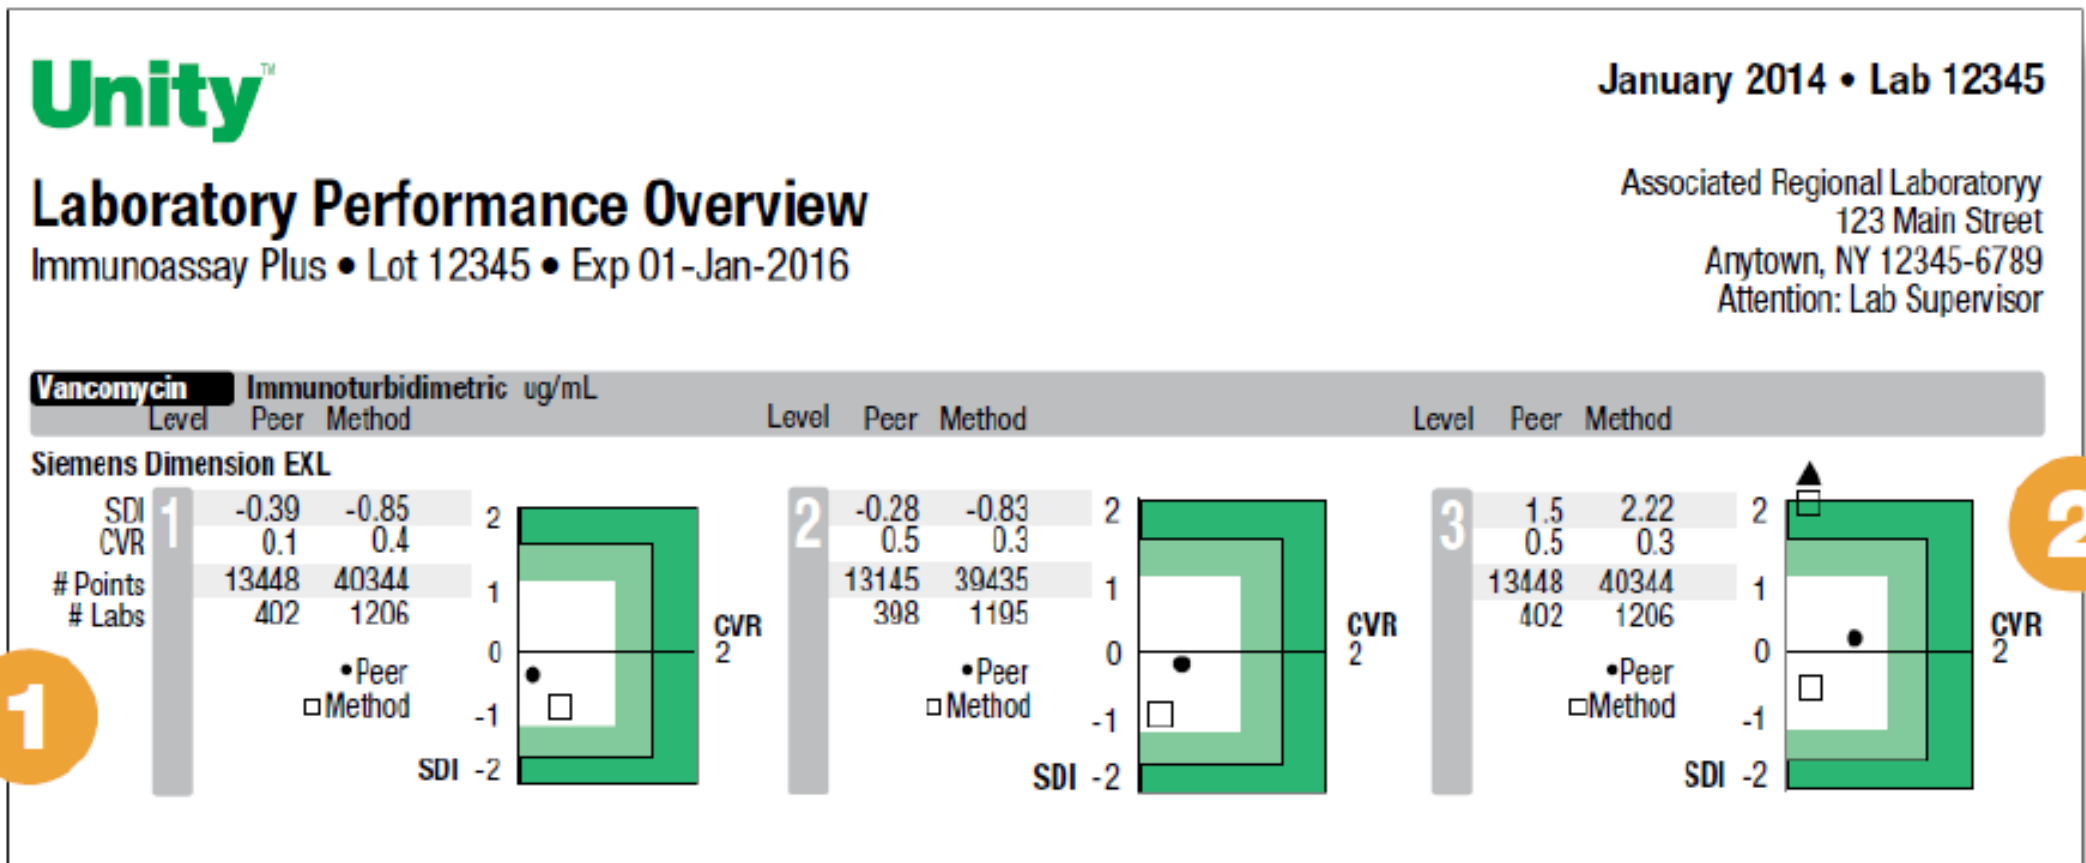 Unity™
January 2014 • Lab 12345
Laboratory Performance Overview
Immunoassay Plus • Lot 12345 • Exp 01-Jan-2016
Associated Regional Laboratoryy
123 Main Street
Anytown, NY 12345-6789
Attention: Lab Supervisor
Vancomycin Immunoturbidimetric ug/mL
Level Peer Method Level Peer Method Level Peer Method
Siemens Dimension EXL
1
SDI -0.39 -0.85
CVR 0.1 0.4
# Points 13448 40344
# Labs 402 1206
•Peer
□Method
2
1
0
-1
SDI -2
CVR
2
2
-0.28 -0.83
0.5 0.3
13145 39435
398 1195
•Peer
□Method
2
1
0
-1
SDI -2
CVR
2
3
1.5 2.22
0.5 0.3
13448 40344
402 1206
•Peer
□Method
2
1
0
-1
SDI -2
CVR
2
1
2